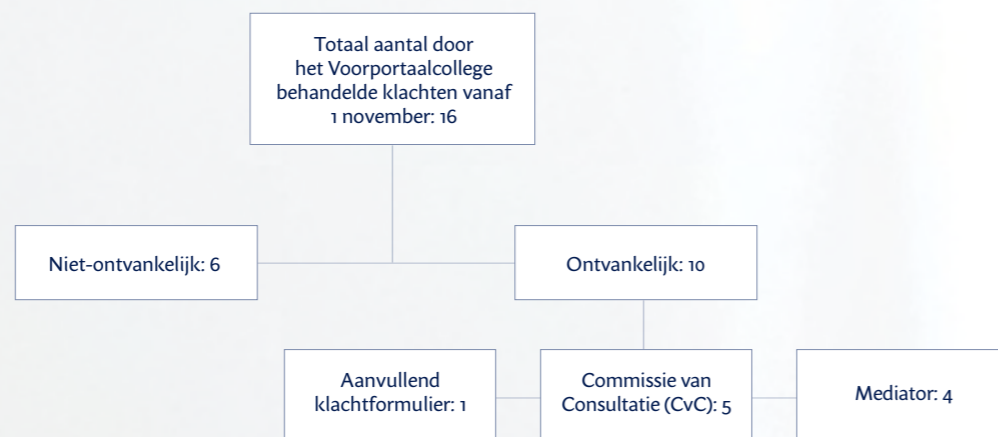 Totaal aantal door
het Voorportaalcollege
behandelde klachten vanaf
1 november: 16
Niet-ontvankelijk: 6
Ontvankelijk: 10
Aanvullend
klachtformulier: 1
Commissie van
Consultatie (CvC): 5
Mediator: 4